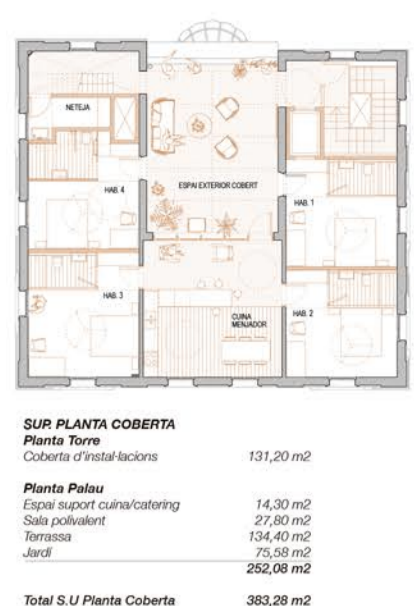 NETEJA
HAB. 4
ESPAI EXTERIOR COBERT
HAB. 1
HAB. 3
CUINA
MENJADOR
HAB. 2
SUP. PLANTA COBERTA
Planta Torre
Coberta d'instal·lacions 131,20 m2
Planta Palau
Espai suport cuina/catering 14,30 m2
Sala polivalent 27,80 m2
Terrassa 134,40 m2
Jardí 75,58 m2
252,08 m2
Total S.U Planta Coberta 383,28 m2